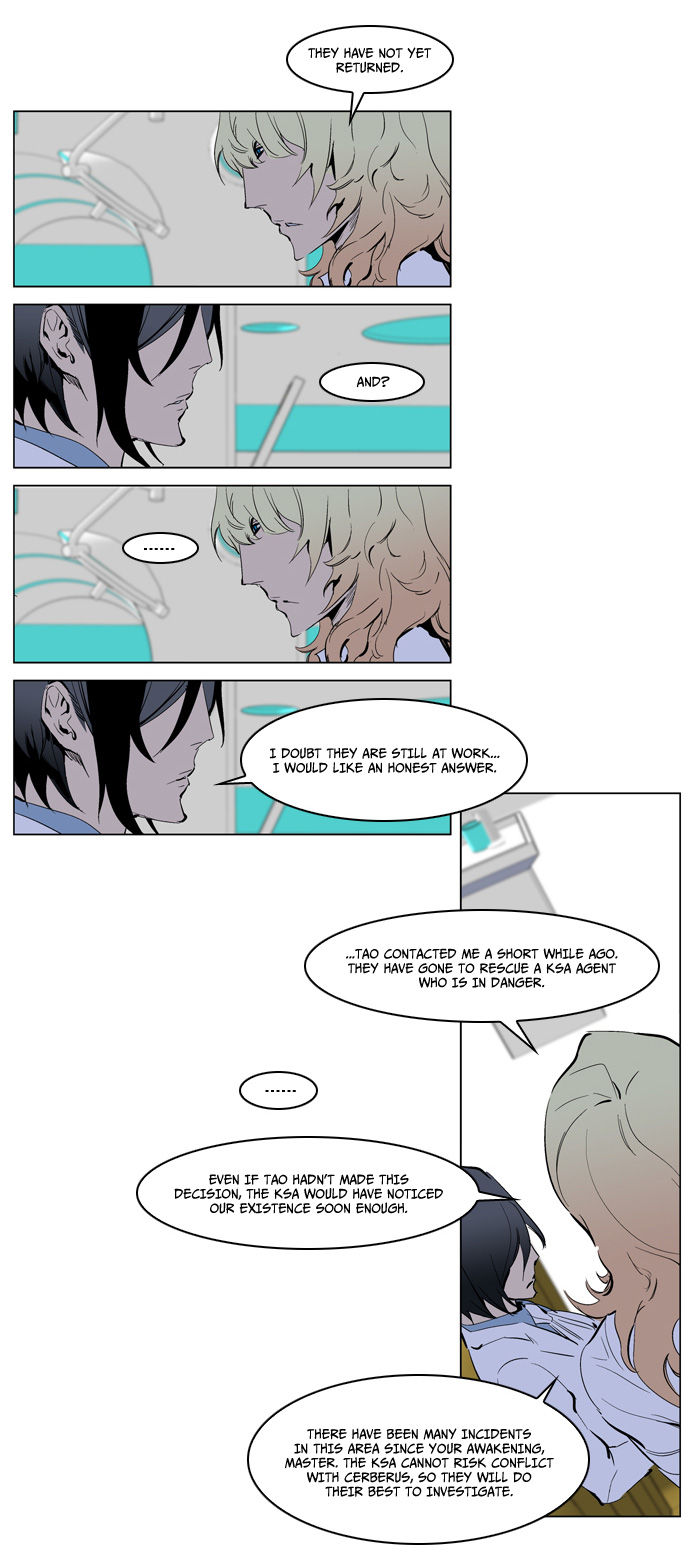 THEY HAVE NOT YET
RETURNED.
AND?
------
I DOUBT THEY ARE STILL AT WORK...
I WOULD LIKE AN HONEST ANSWER.
...TAO CONTACTED ME A SHORT WHILE AGO.
THEY HAVE GONE TO RESCUE A KSA AGENT
WHO IS IN DANGER.
------
EVEN IF TAO HADN'T MADE THIS
DECISION, THE KSA WOULD HAVE NOTICED
OUR EXISTENCE SOON ENOUGH.
THERE HAVE BEEN MANY INCIDENTS
IN THIS AREA SINCE YOUR AWAKENING,
MASTER. THE KSA CANNOT RISK CONFLICT
WITH CERBERUS, SO THEY WILL DO
THEIR BEST TO INVESTIGATE.